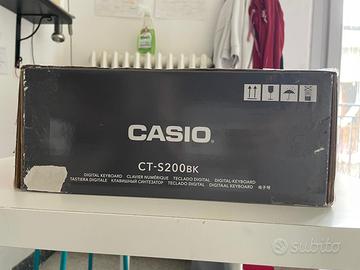 CASIO
CT-S200BK
DIGITAL KEYBOARD CLAVIER NUMÉRIQUE TECLADO DIGITAL DIGITAL-KEYBOARD
TASTIERA DIGITALE КЛАВИШНЫЙ СИНТЕЗАТОР TECLADO DIGITAL DIGITAAL KEYBOARD 电子琴
subito